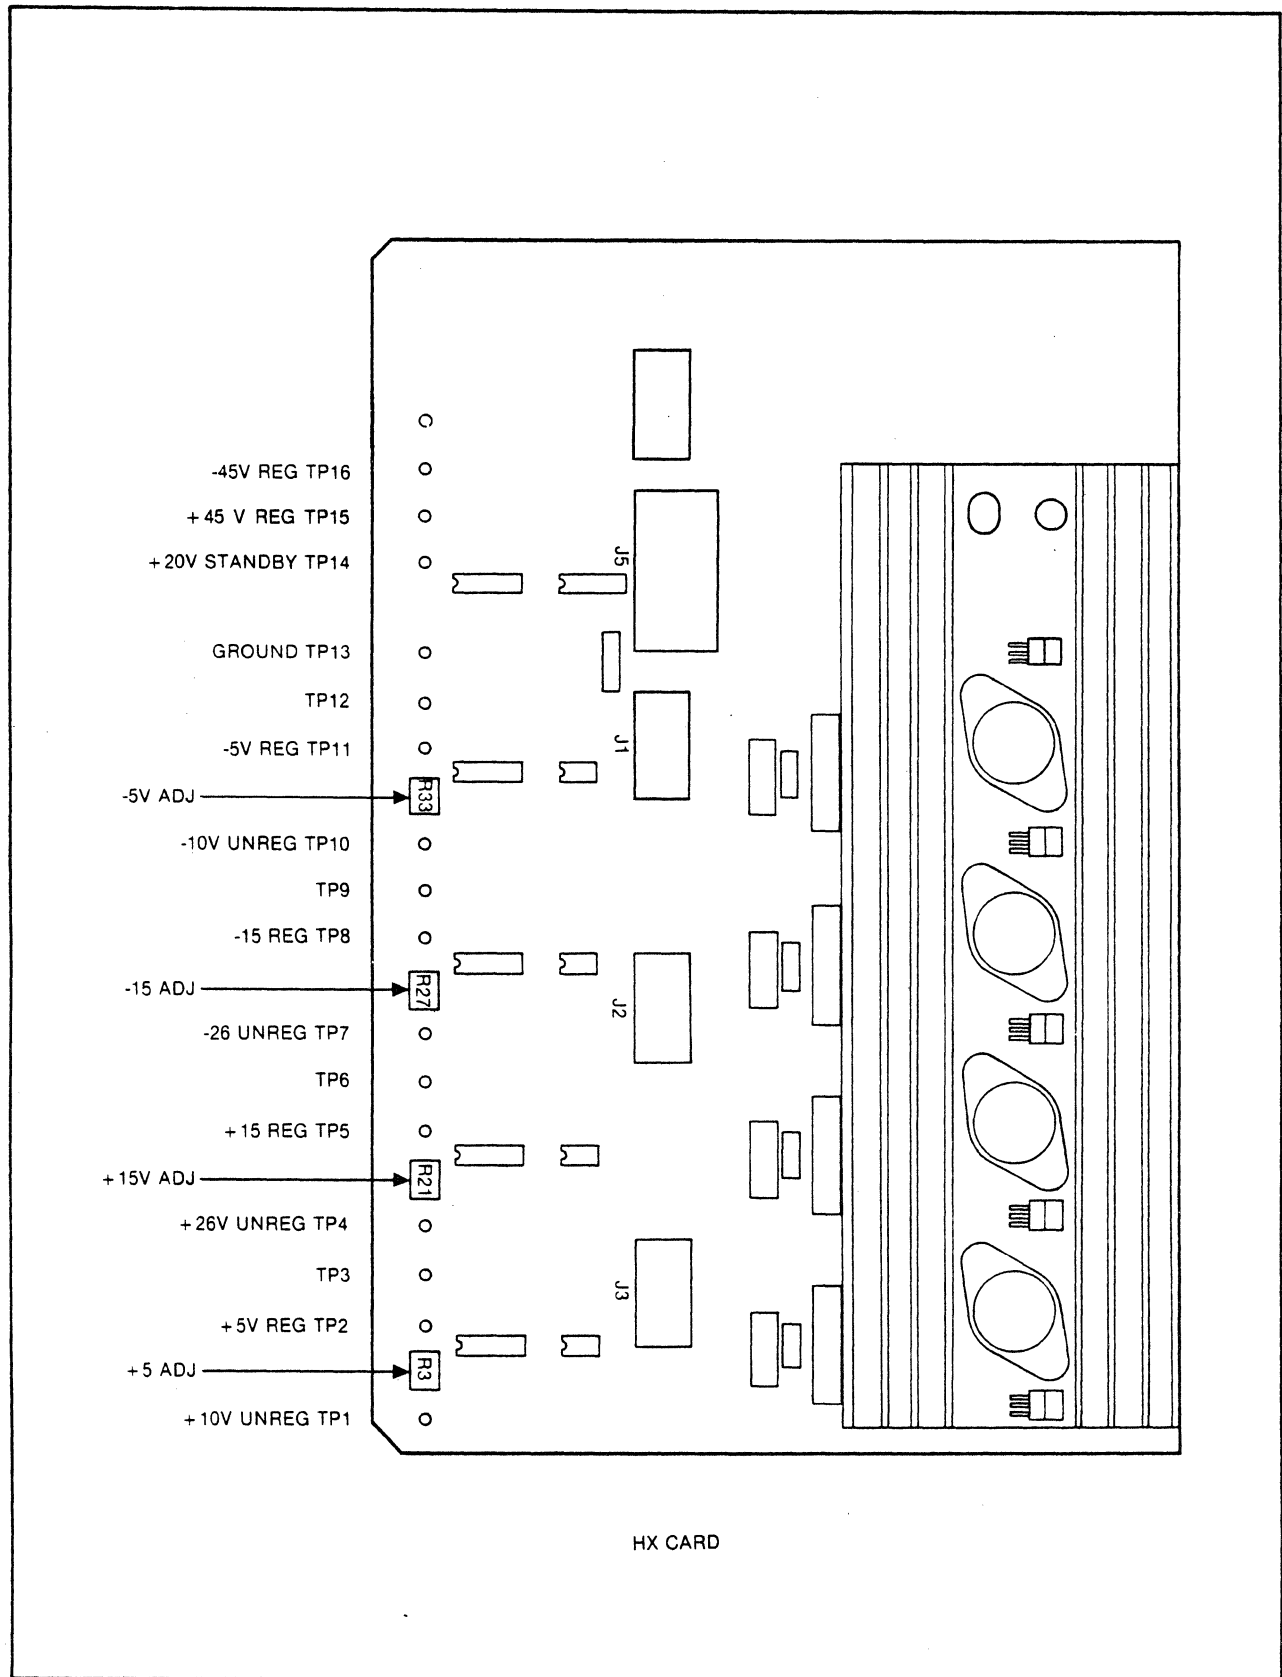 -45V REG TP16
+ 45 V REG TP15
+ 20V STANDBY TP14
J5
GROUND TP13
TP12
-5V REG TP11
J1
-5V ADJ
R33
-10V UNREG TP10
TP9
-15 REG TP8
-15 ADJ
R27
J2
-26 UNREG TP7
TP6
+ 15 REG TP5
+ 15V ADJ
R21
+ 26V UNREG TP4
TP3
J3
+ 5V REG TP2
+ 5 ADJ
R3
+ 10V UNREG TP1
HX CARD